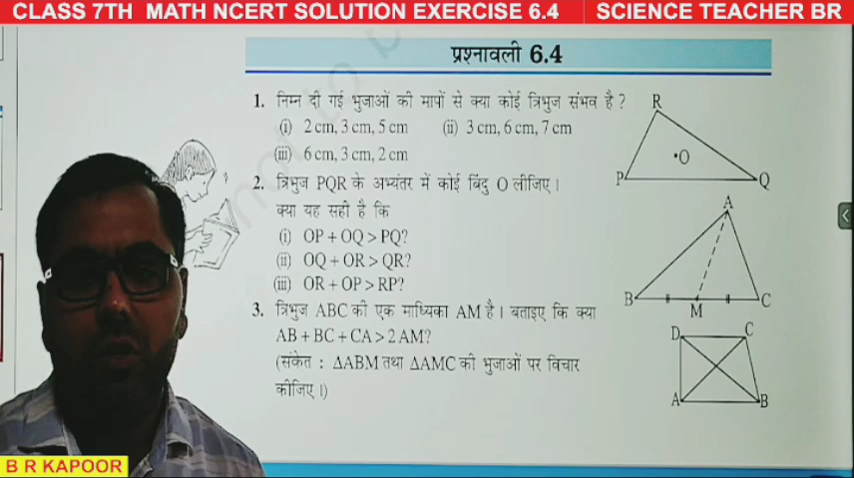 CLASS 7TH MATH NCERT SOLUTION EXERCISE 6.4
SCIENCE TEACHER BR
प्रश्नावली 6.4
1. निम्न दी गई भुजाओं की मापों से क्या कोई त्रिभुज संभव है ?
(i) 2 cm, 3 cm, 5 cm (ii) 3 cm, 6 cm, 7 cm
(iii) 6 cm, 3 cm, 2 cm
2. त्रिभुज PQR के अभ्यंतर में कोई बिंदु O लीजिए।
क्या यह सही है कि
(i) OP + OQ > PQ?
(ii) OQ + OR > QR?
(iii) OR + OP > RP?
3. त्रिभुज ABC की एक माध्यिका AM है। बताइए कि क्या
AB + BC + CA > 2 AM?
(संकेत : ΔABM तथा ΔAMC की भुजाओं पर विचार
कीजिए।)
R
O
P
Q
A
B
M
C
D
C
A
B
B R KAPOOR